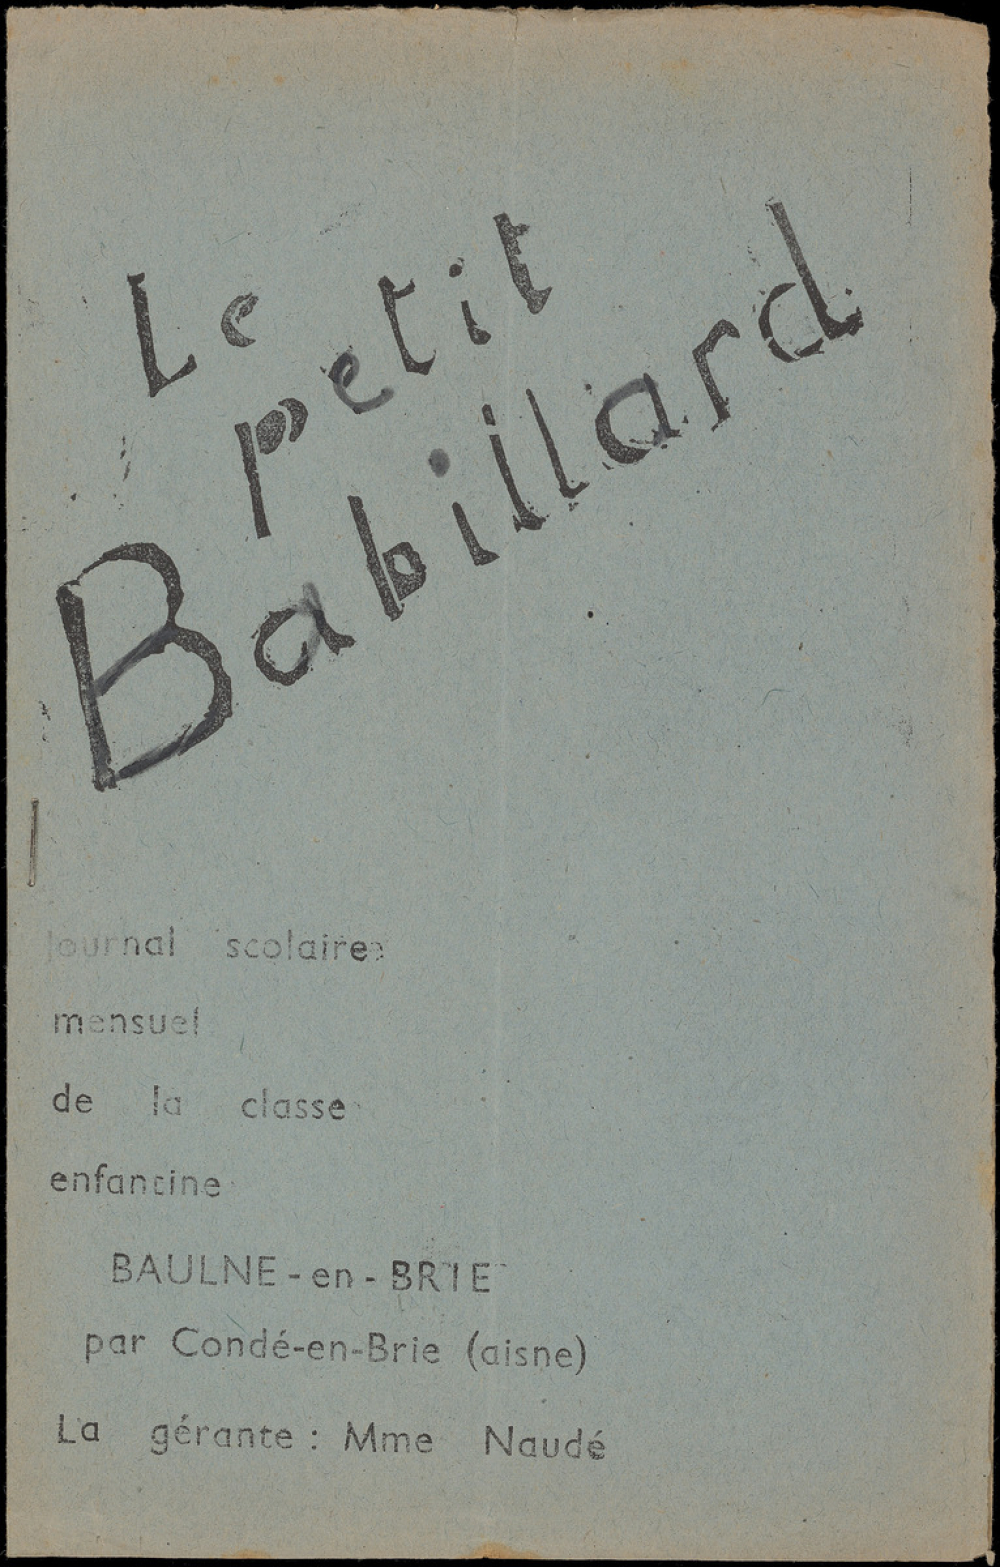 Le
petit
Babillard
Journal scolaire
mensuel
de la classe
enfantine
BAULNE-en-BRIE
par Condé-en-Brie (aisne)
La gérante : Mme Naudé